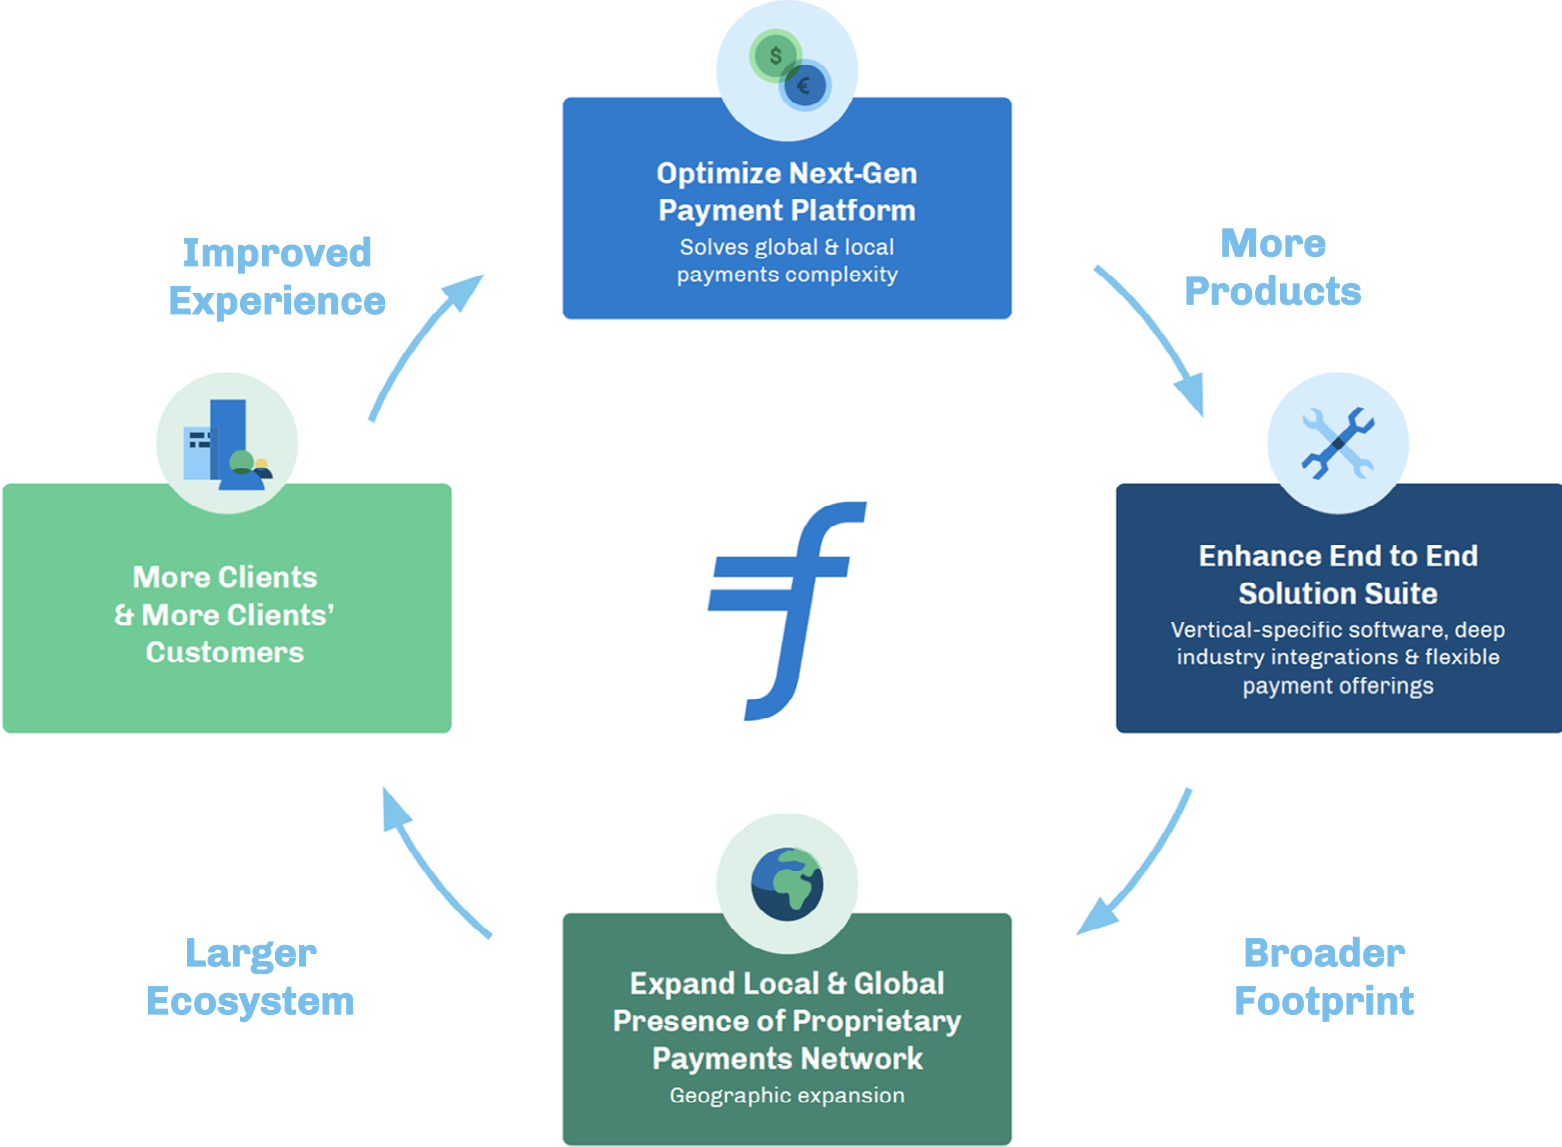 $
€
Optimize Next-Gen
Payment Platform
Solves global & local
payments complexity
Improved
Experience
More
Products
More Clients
& More Clients’
Customers
Enhance End to End
Solution Suite
Vertical-specific software, deep
industry integrations & flexible
payment offerings
Larger
Ecosystem
Broader
Footprint
Expand Local & Global
Presence of Proprietary
Payments Network
Geographic expansion